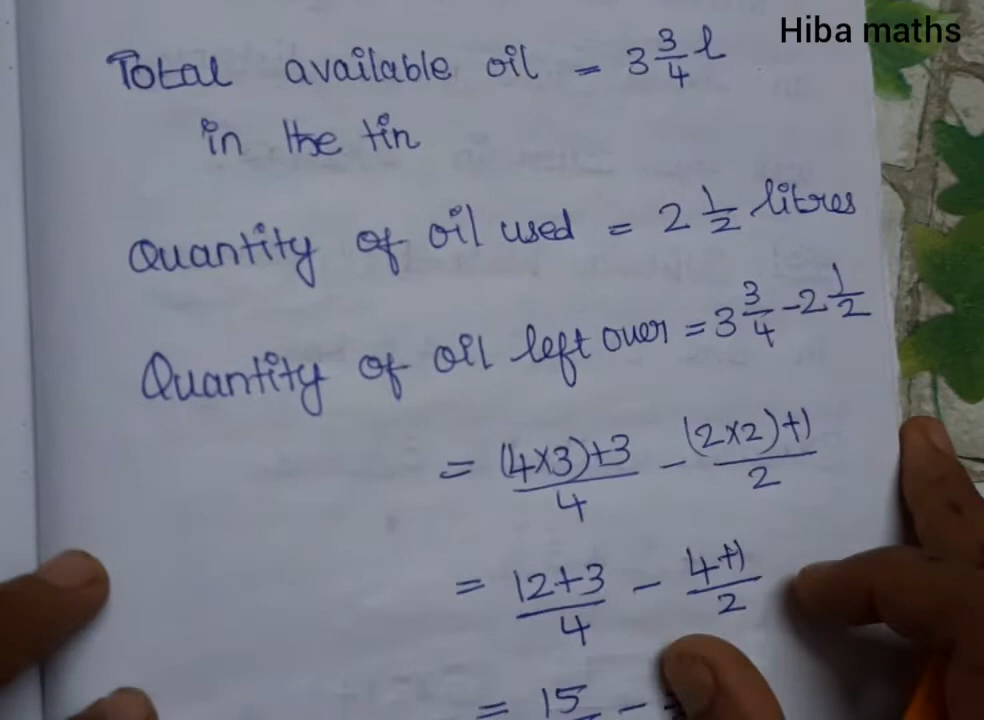 Hiba maths
Total available oil = 3 3/4 l
in the tin
Quantity of oil used = 2 1/2 litres
Quantity of oil left over = 3 3/4 - 2 1/2
= (4×3)+3/4 - (2×2)+1/2
= 12+3/4 - 4+1/2
= 15 -